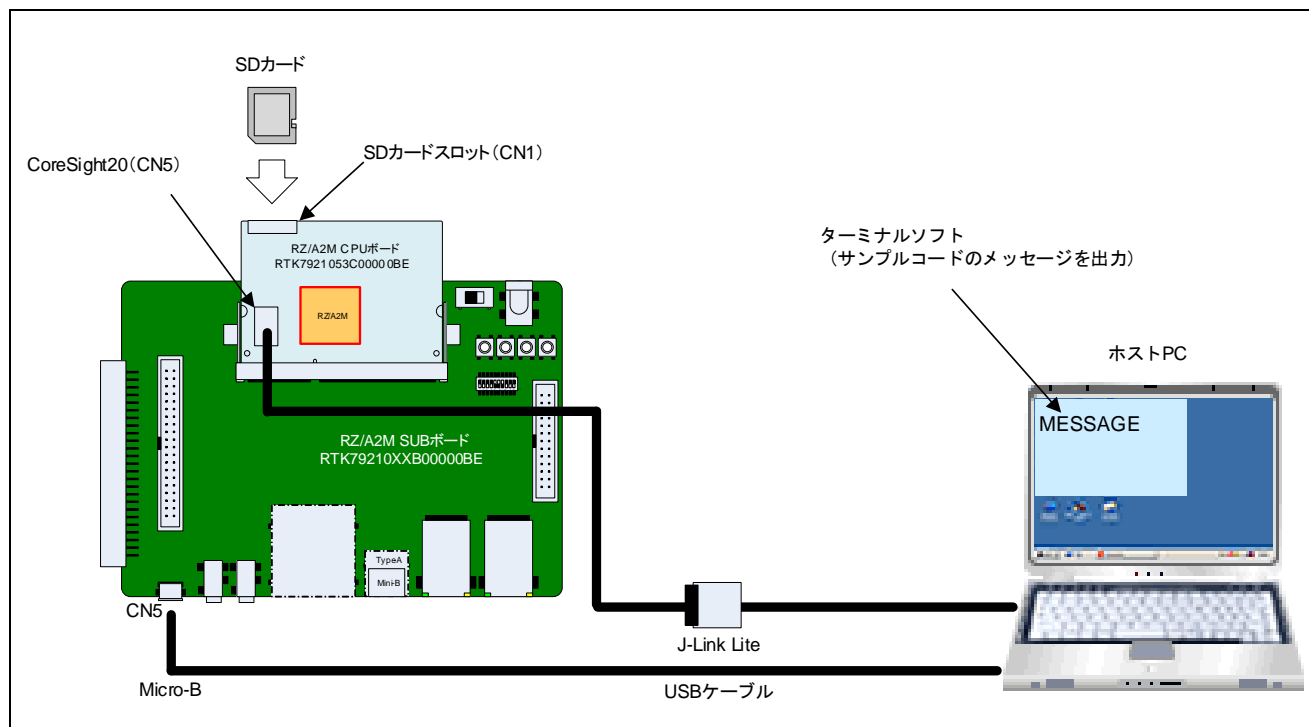 SDカード
CoreSight20(CN5)
SDカードスロット(CN1)
RZ/A2M CPUボード
RTK7921053C00000BE
RZ/A2M
ターミナルソフト
(サンプルコードのメッセージを出力)
ホストPC
MESSAGE
RZ/A2M SUBボード
RTK79210XXB00000BE
TypeA
Mini-B
CN5
J-Link Lite
Micro-B
USBケーブル